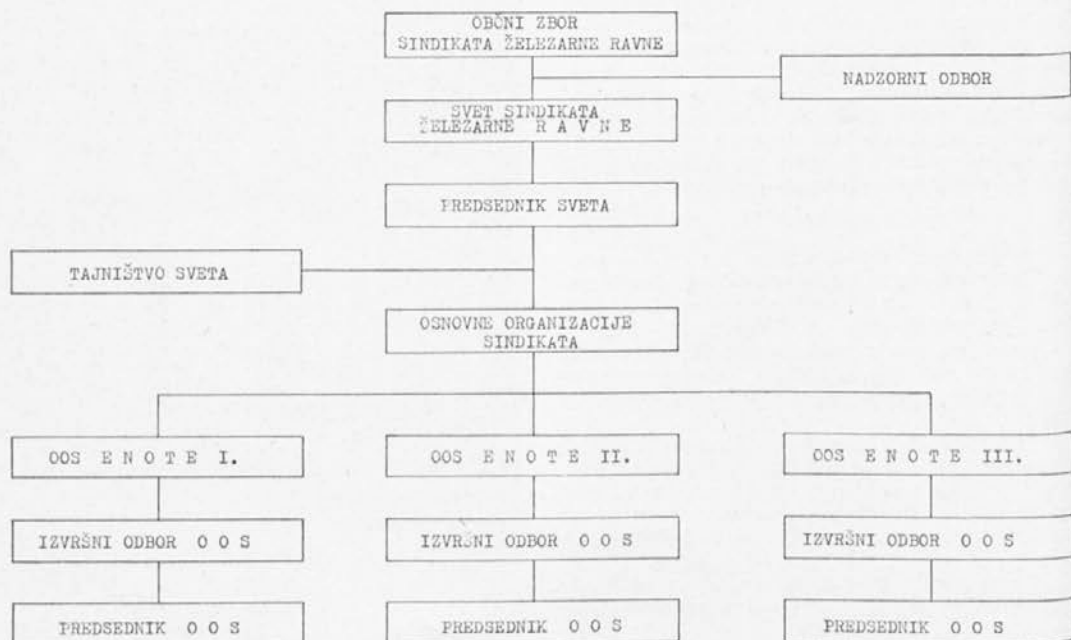 OBČNI ZBOR
SINDIKATA ŽELEZARNE RAVNE
NADZORNI ODBOR
SVET SINDIKATA
ŽELEZARNE R A V N E
PREDSEDNIK SVETA
TAJNIŠTVO SVETA
OSNOVNE ORGANIZACIJE
SINDIKATA
OOS E N O T E I.
OOS E N O T E II.
OOS E N O T E III.
IZVRŠNI ODBOR O O S
IZVRŠNI ODBOR O O S
IZVRŠNI ODBOR O O S
PREDSEDNIK O O S
PREDSEDNIK O O S
PREDSEDNIK O O S